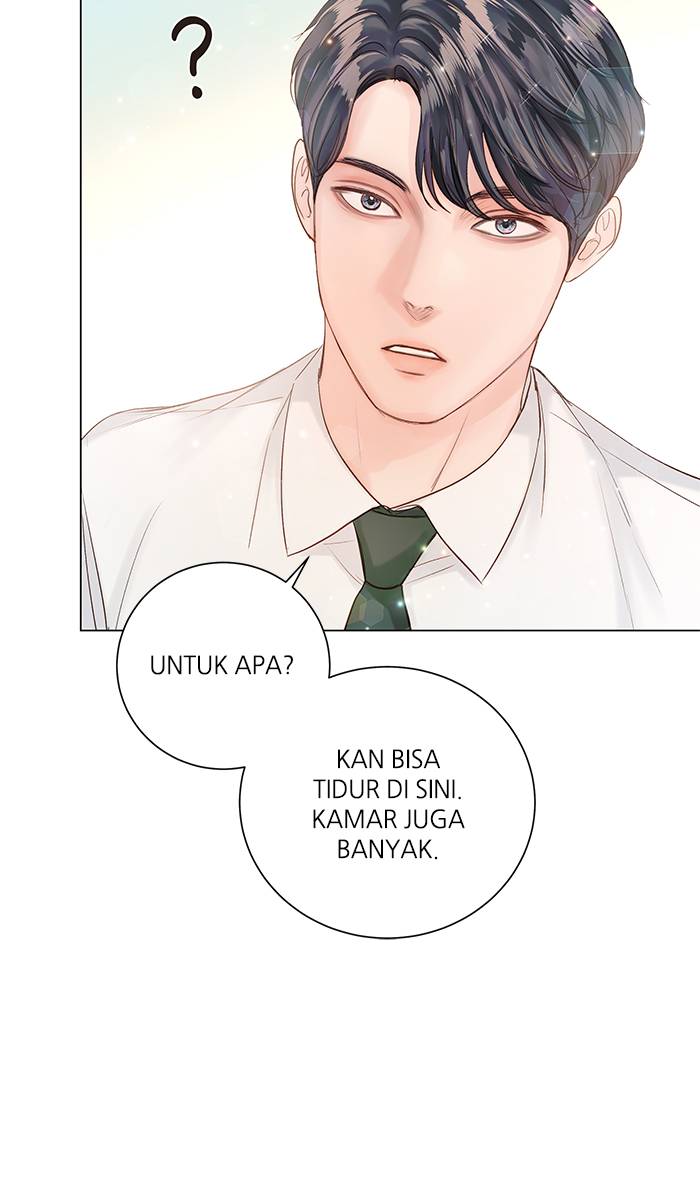 ?
UNTUK APA?
KAN BISA
TIDUR DI SINI.
KAMAR JUGA
BANYAK.